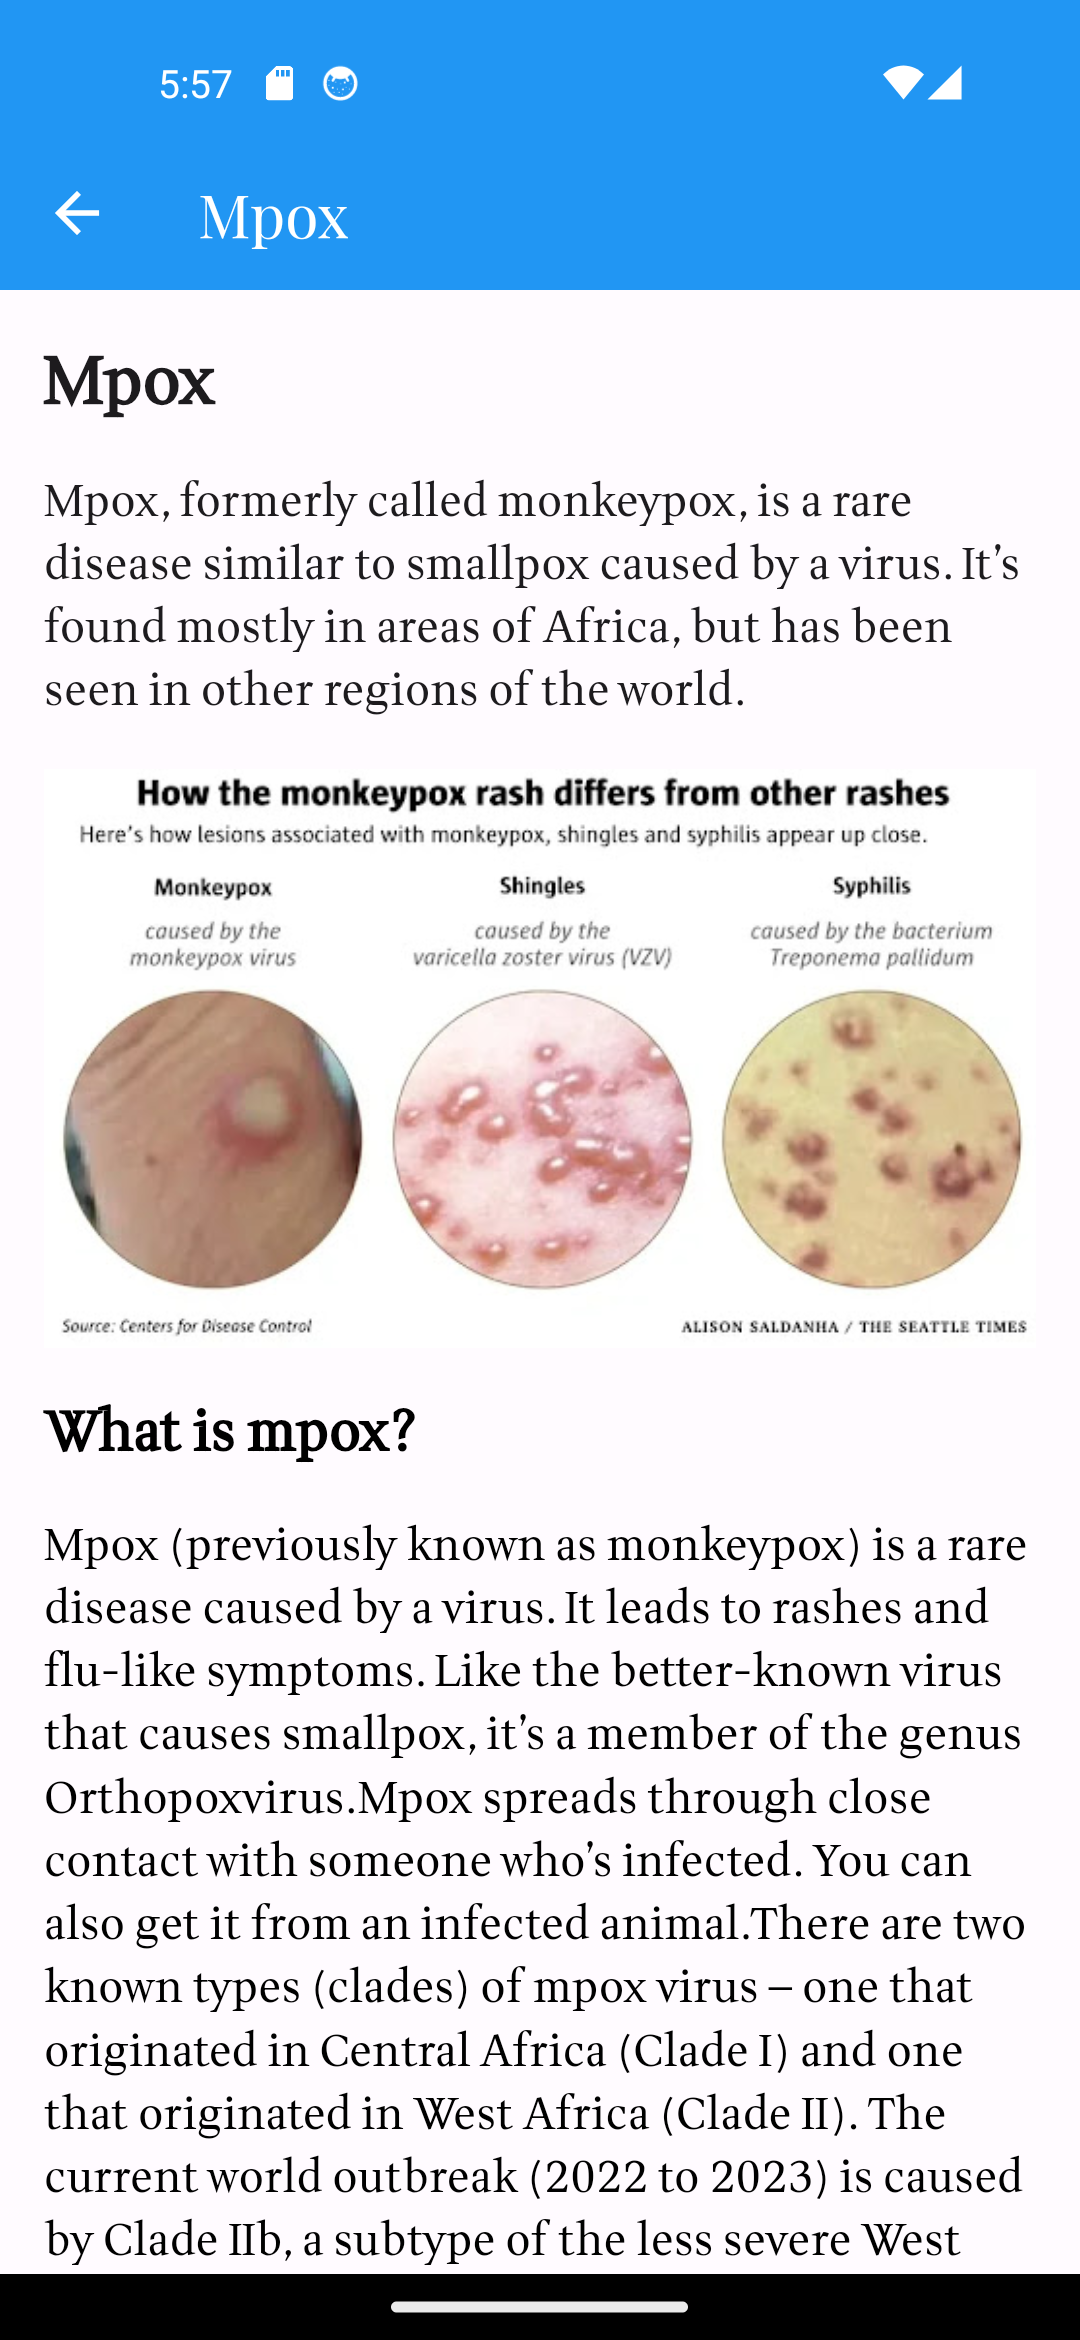 5:57
Mpox
Mpox
Mpox, formerly called monkeypox, is a rare
disease similar to smallpox caused by a virus. It’s
found mostly in areas of Africa, but has been
seen in other regions of the world.
How the monkeypox rash differs from other rashes
Here's how lesions associated with monkeypox, shingles and syphilis appear up close.
Monkeypox
caused by the
monkeypox virus
Shingles
caused by the
varicella zoster virus (VZV)
Syphilis
caused by the bacterium
Treponema pallidum
Source: Centers for Disease Control
ALISON SALDANHA / THE SEATTLE TIMES
What is mpox?
Mpox (previously known as monkeypox) is a rare
disease caused by a virus. It leads to rashes and
flu-like symptoms. Like the better-known virus
that causes smallpox, it’s a member of the genus
Orthopoxvirus.Mpox spreads through close
contact with someone who’s infected. You can
also get it from an infected animal.There are two
known types (clades) of mpox virus – one that
originated in Central Africa (Clade I) and one
that originated in West Africa (Clade II). The
current world outbreak (2022 to 2023) is caused
by Clade IIb, a subtype of the less severe West